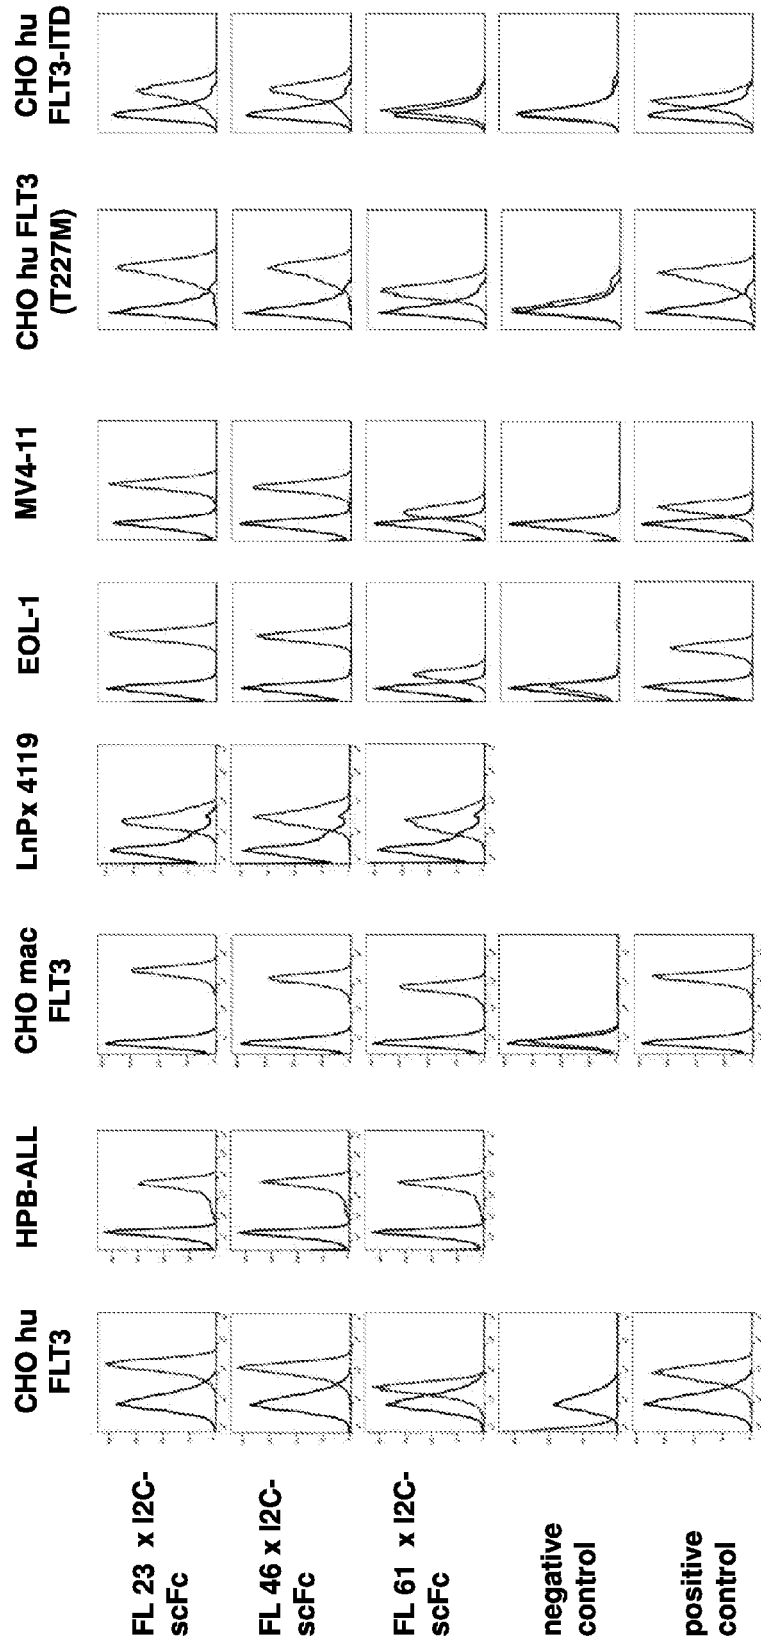 CHO hu
FLT3
HPB-ALL
CHO mac
FLT3
LnPx 4119
EOL-1
MV4-11
CHO hu FLT3
(T227M)
CHO hu
FLT3-ITD
FL 23 x I2C-
scFc
FL 46 x I2C-
scFc
FL 61 x I2C-
scFc
negative
control
positive
control